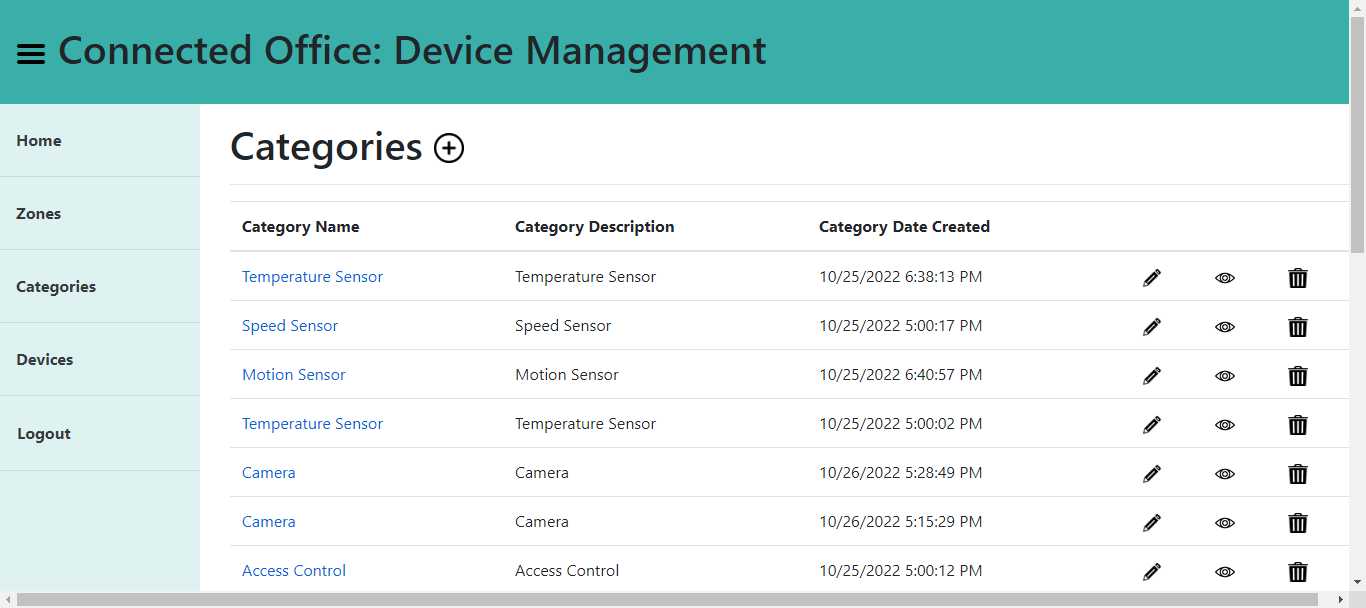 Connected Office: Device Management
Home
Zones
Categories
Devices
Logout
Categories
Category Name Category Description Category Date Created
Temperature Sensor Temperature Sensor 10/25/2022 6:38:13 PM
Speed Sensor Speed Sensor 10/25/2022 5:00:17 PM
Motion Sensor Motion Sensor 10/25/2022 6:40:57 PM
Temperature Sensor Temperature Sensor 10/25/2022 5:00:02 PM
Camera Camera 10/26/2022 5:28:49 PM
Camera Camera 10/26/2022 5:15:29 PM
Access Control Access Control 10/25/2022 5:00:12 PM